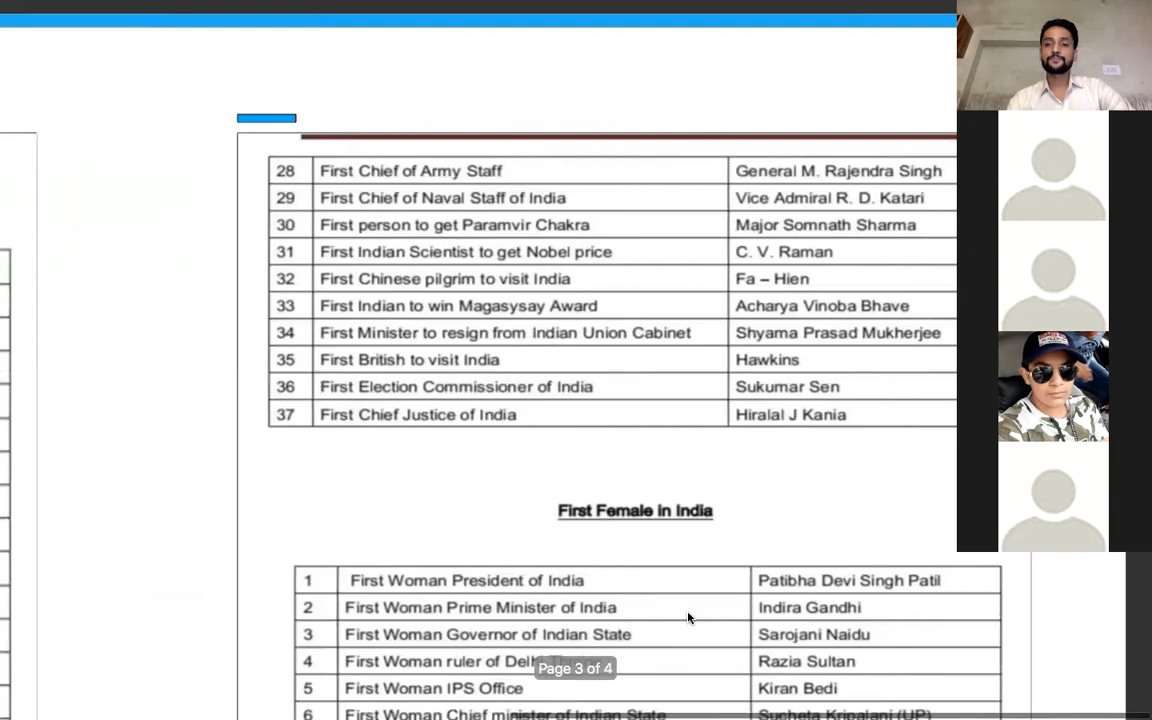 28 First Chief of Army Staff General M. Rajendra Singh
29 First Chief of Naval Staff of India Vice Admiral R. D. Katari
30 First person to get Paramvir Chakra Major Somnath Sharma
31 First Indian Scientist to get Nobel price C. V. Raman
32 First Chinese pilgrim to visit India Fa – Hien
33 First Indian to win Magasysay Award Acharya Vinoba Bhave
34 First Minister to resign from Indian Union Cabinet Shyama Prasad Mukherjee
35 First British to visit India Hawkins
36 First Election Commissioner of India Sukumar Sen
37 First Chief Justice of India Hiralal J Kania
First Female in India
1 First Woman President of India Patibha Devi Singh Patil
2 First Woman Prime Minister of India Indira Gandhi
3 First Woman Governor of Indian State Sarojani Naidu
4 First Woman ruler of Razia Sultan
Page 3 of 4
5 First Woman IPS Office Kiran Bedi
6 First Woman Chief minister of Indian State Sucheta Kripalani (UP)